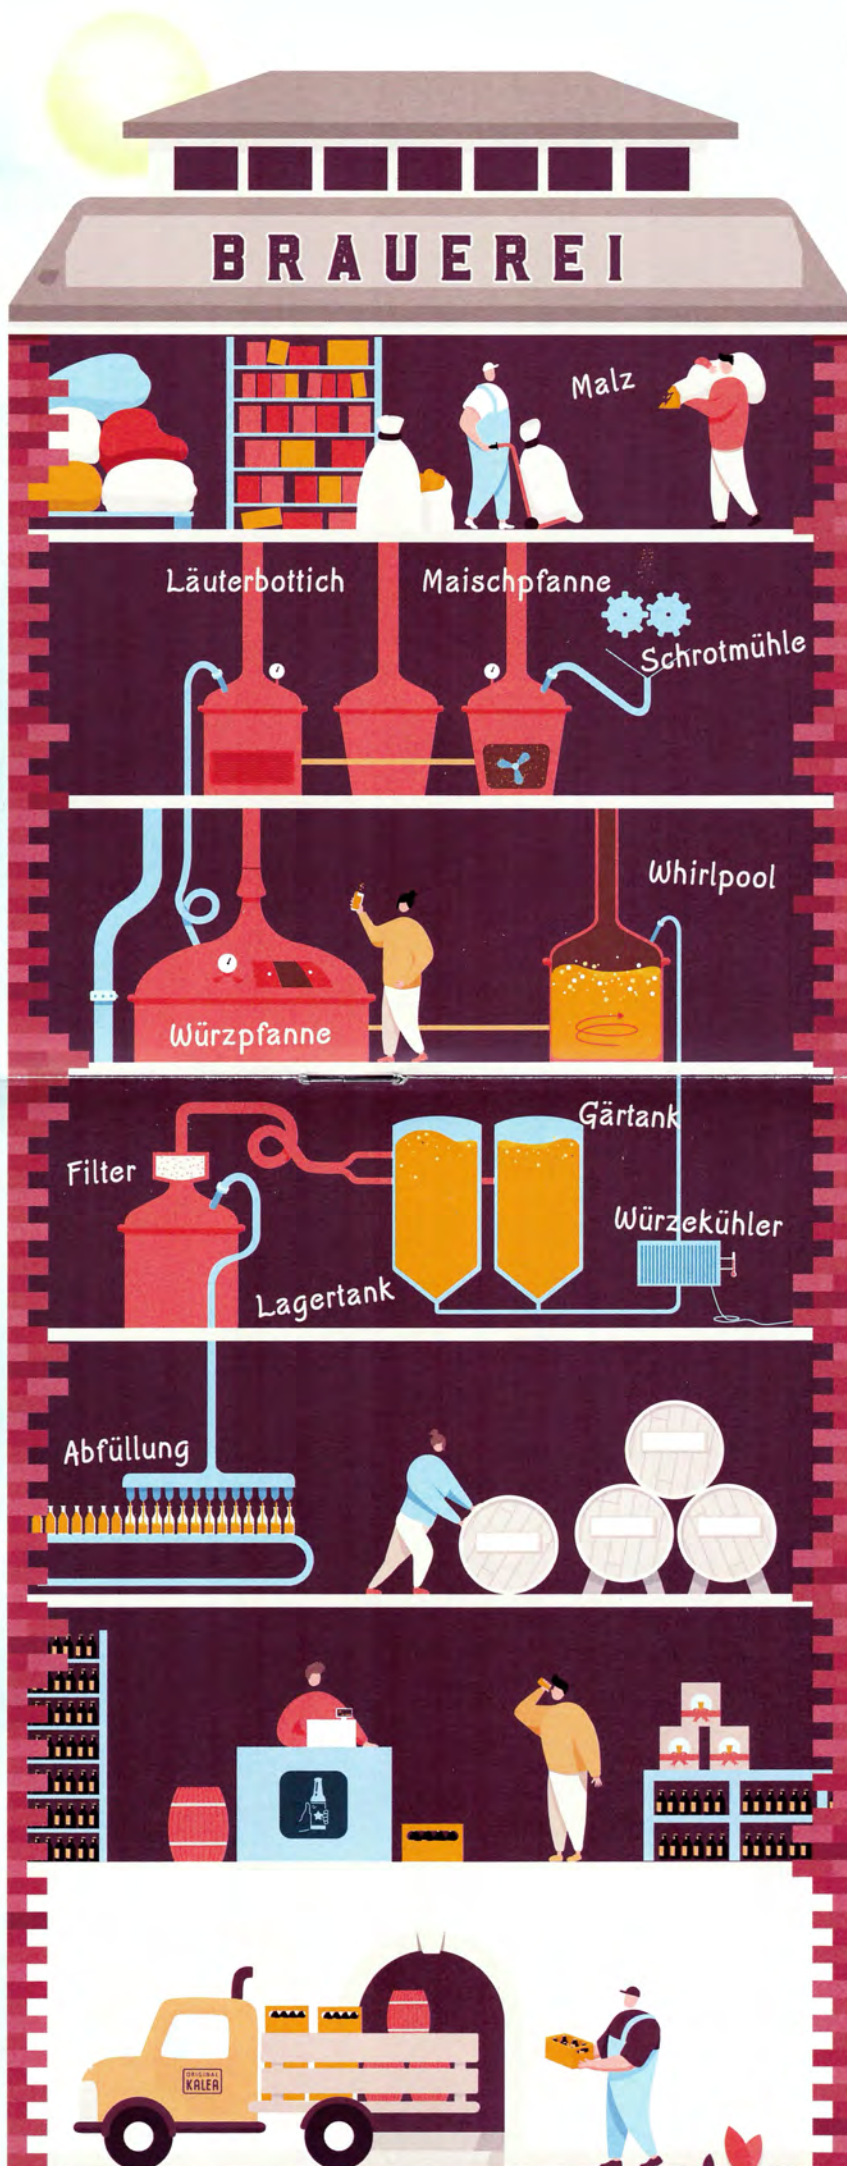 BRAUEREI
Malz
Läuterbottich
Maischpfanne
Schrotmühle
Whirlpool
Würzpfanne
Gärtank
Filter
Würzekühler
Lagertank
Abfüllung
ORIGINAL
KALEA